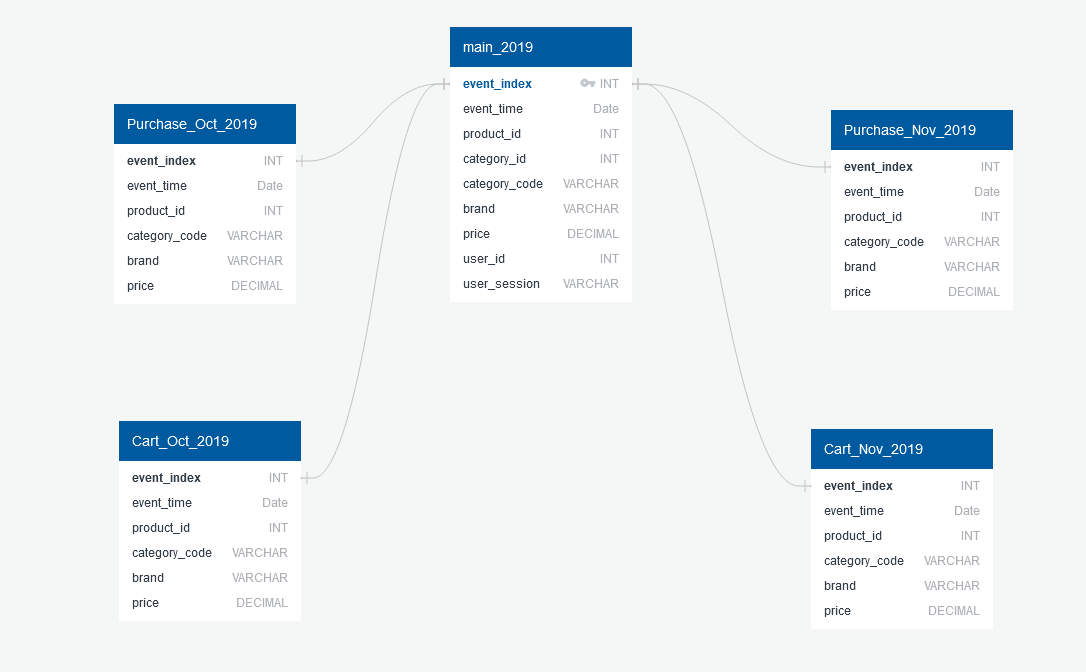 main_2019
event_index INT
event_time Date
product_id INT
category_id INT
category_code VARCHAR
brand VARCHAR
price DECIMAL
user_id INT
user_session VARCHAR
Purchase_Oct_2019
event_index INT
event_time Date
product_id INT
category_code VARCHAR
brand VARCHAR
price DECIMAL
Purchase_Nov_2019
event_index INT
event_time Date
product_id INT
category_code VARCHAR
brand VARCHAR
price DECIMAL
Cart_Oct_2019
event_index INT
event_time Date
product_id INT
category_code VARCHAR
brand VARCHAR
price DECIMAL
Cart_Nov_2019
event_index INT
event_time Date
product_id INT
category_code VARCHAR
brand VARCHAR
price DECIMAL